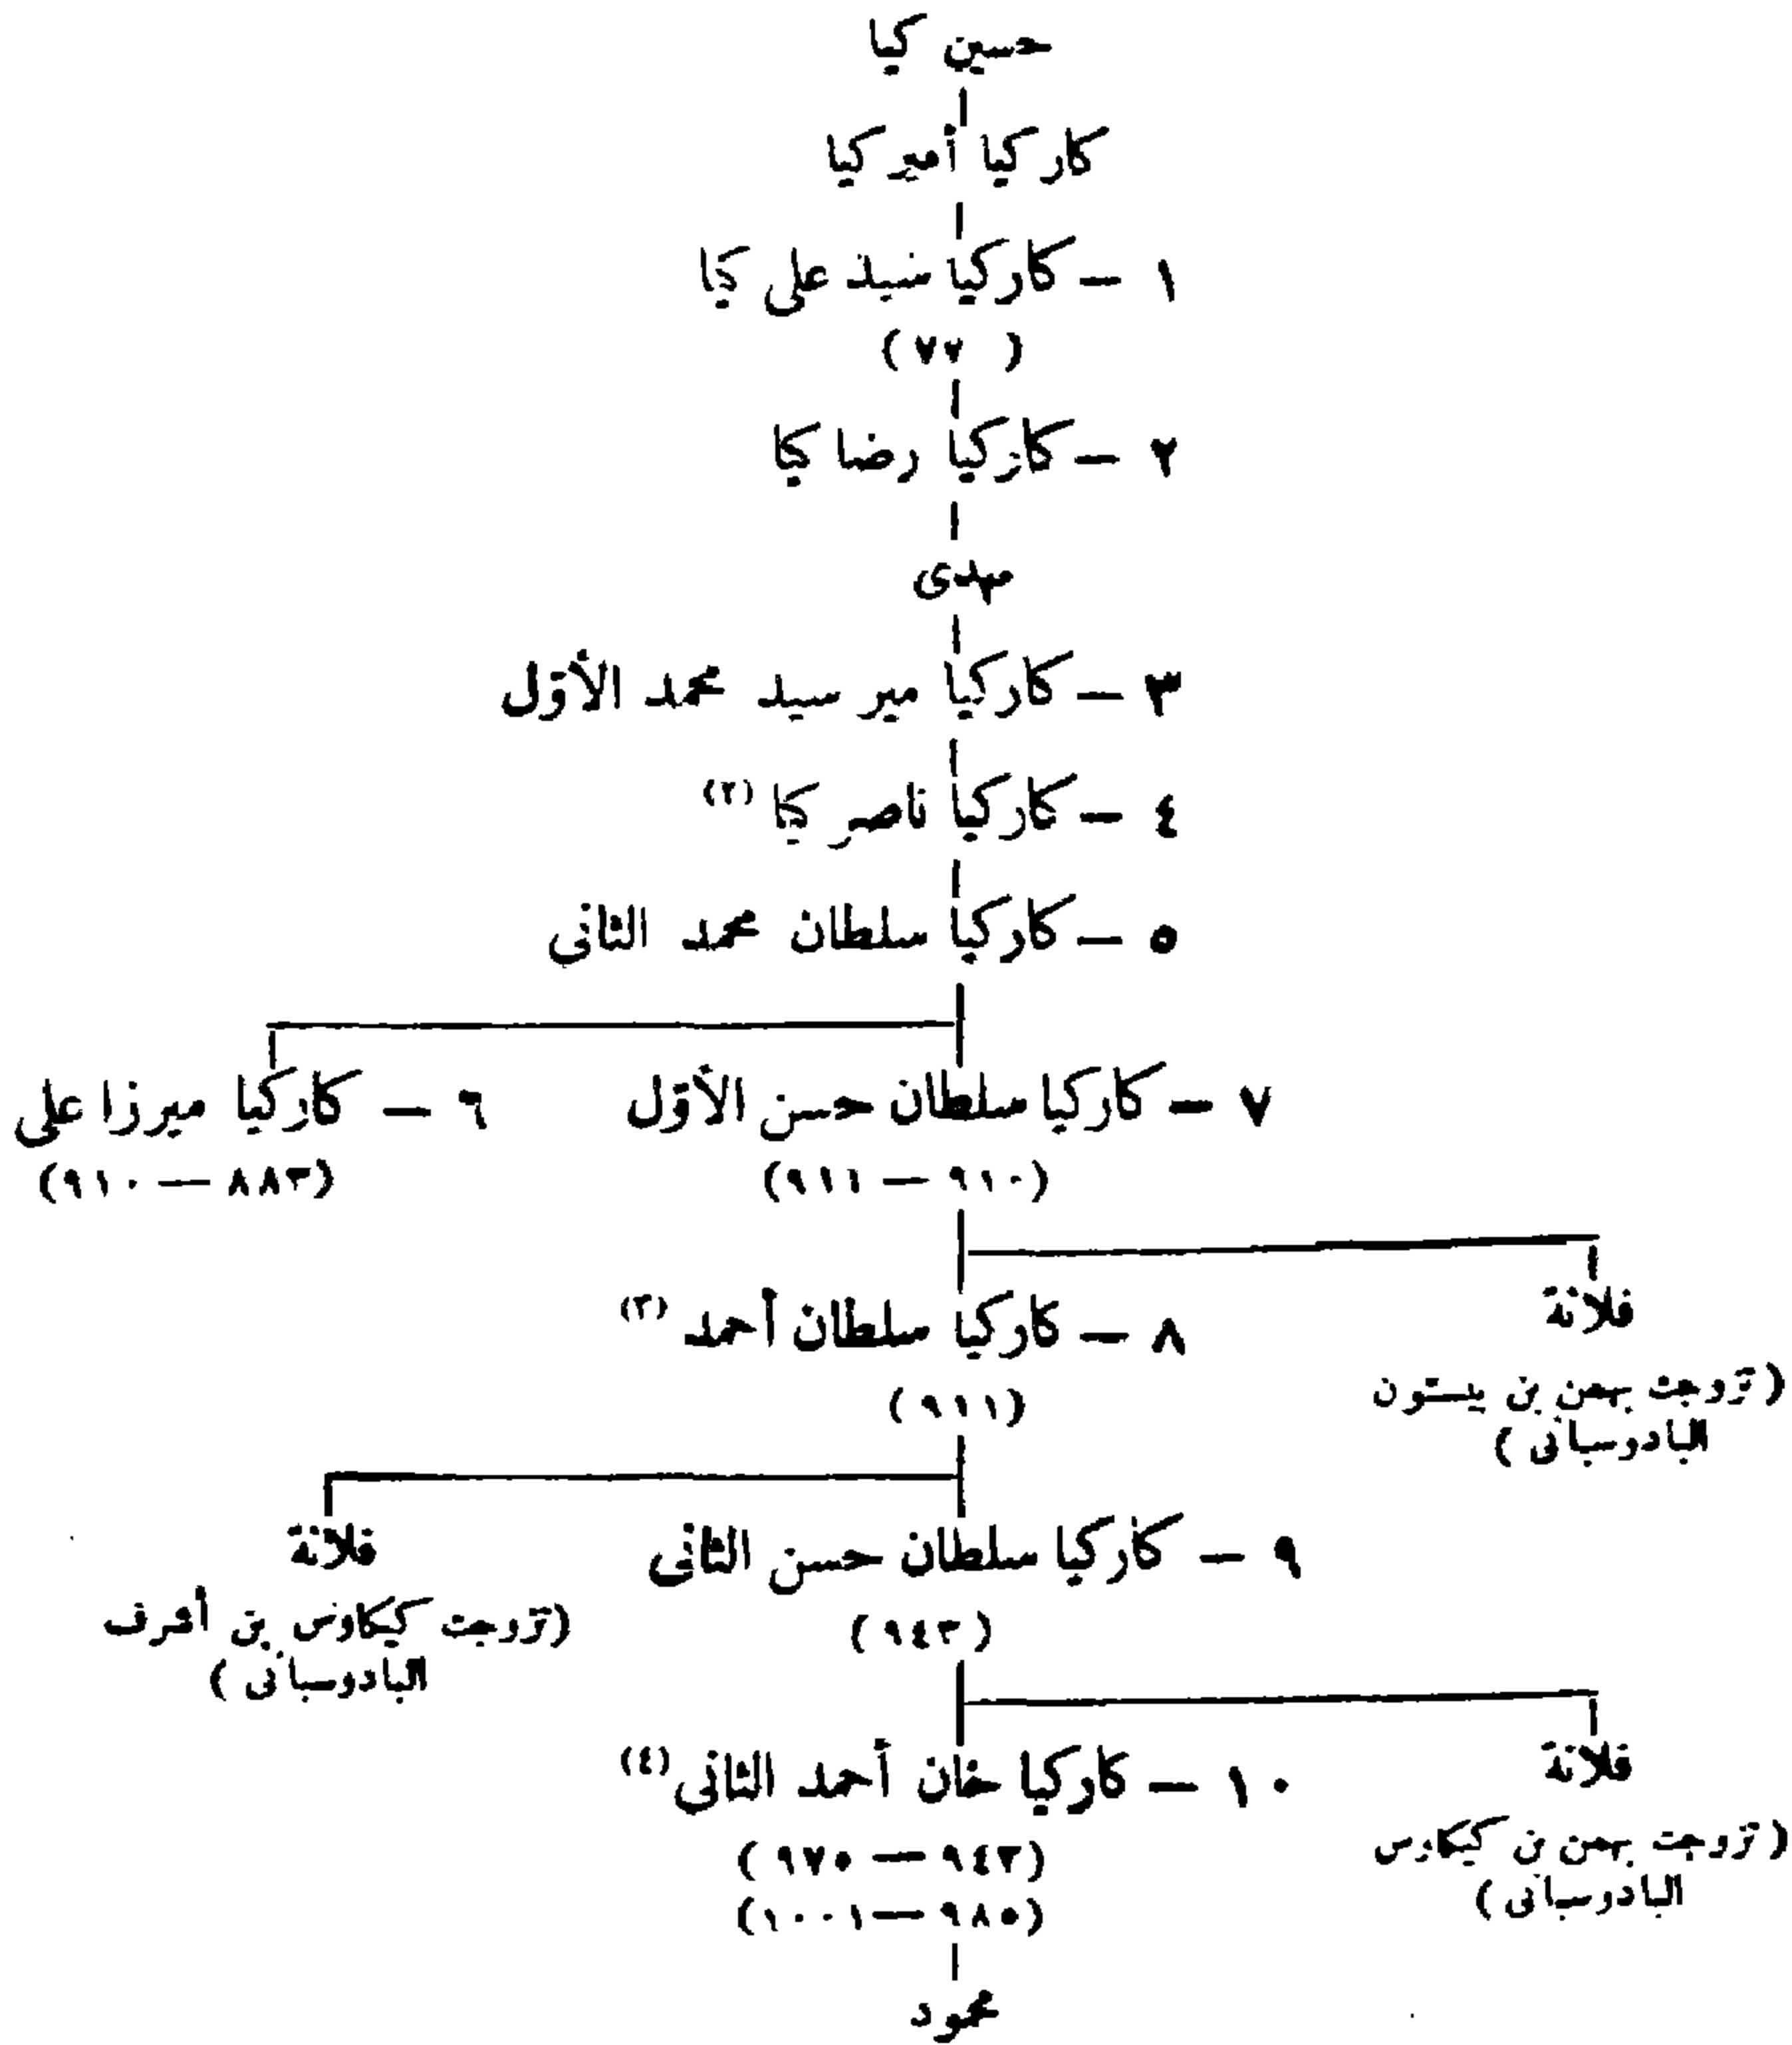 حسين كيا
كاركيا أمير كيا
١ – كاركيا سيد على كيا
( ٧٧ )
٢ – كاركيا رضا كيا
مهدى
٣ – كاركيا مير سيد محمد الأوّل
٤ – كاركيا ناصر كيا (٢)
٥ – كاركيا سلطان محمد الثانى
٧ – كاركيا سلطان حسن الأوّل
(٩١٠ — ٩١١)
٦ – كاركيا ميرزا على
(٨٨٣ — ٩١٠)
فلانة
(تزوجت بهمن بن بيستون
البادوسبانى)
٨ – كاركيا سلطان أحمد (٣)
(٩١١)
٩ – كاركيا سلطان حسن الثانى
(٩٤٣)
فلانة
(تزوجت كيكاوس بن أشرف
البادوسبانى)
فلانة
(تزوجت بهمن بن كيكاوس
البادوسبانى)
١٠ – كاركيا خان أحمد الثانى (٤)
(٩٤٣ — ٩٧٥)
(٩٨٥ — ١٠٠١)
محمود